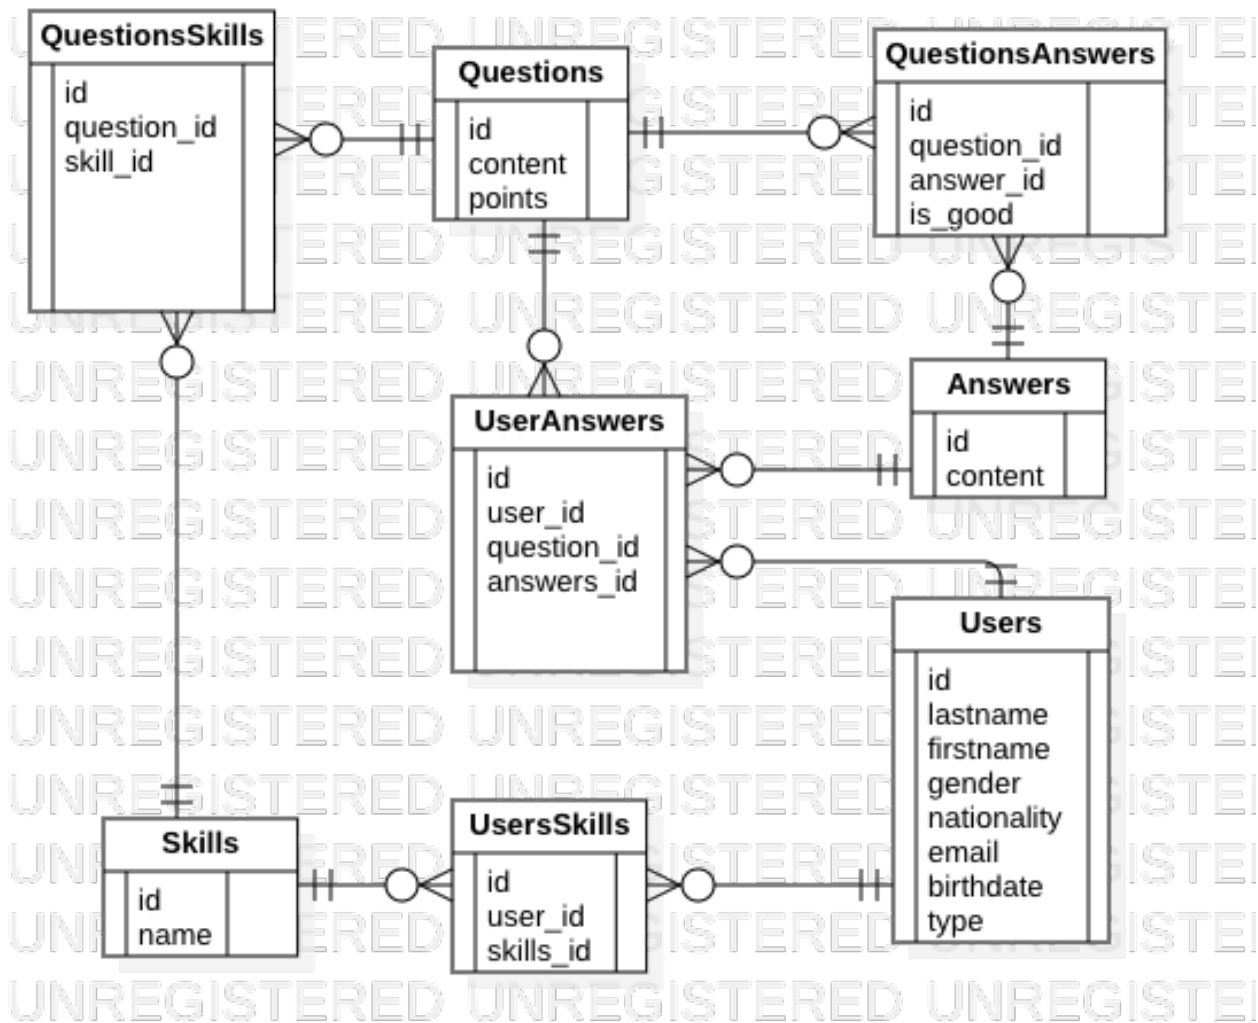 QuestionsSkills
id
question_id
skill_id
Questions
id
content
points
QuestionsAnswers
id
question_id
answer_id
is_good
UserAnswers
id
user_id
question_id
answers_id
Answers
id
content
Users
id
lastname
firstname
gender
nationality
email
birthdate
type
Skills
id
name
UsersSkills
id
user_id
skills_id
UNREGISTERED